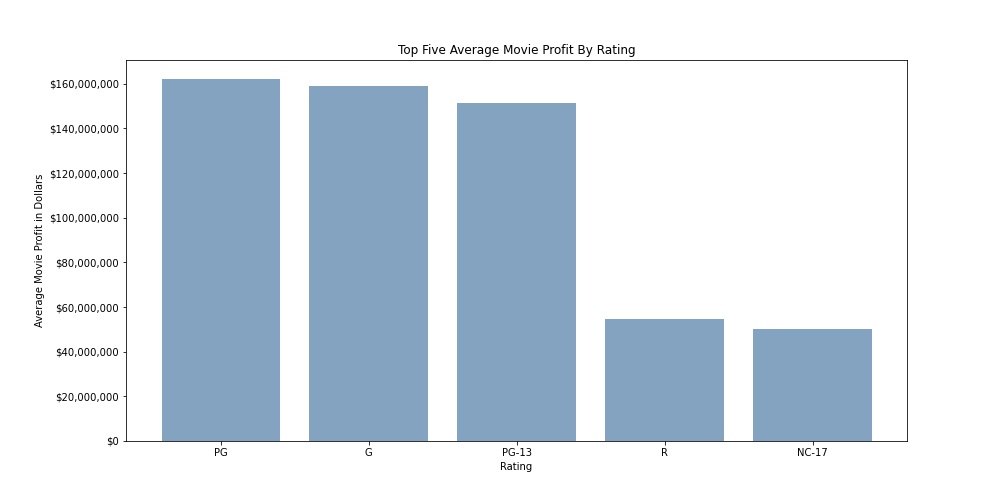 Top Five Average Movie Profit By Rating
Average Movie Profit in Dollars
$160,000,000
$140,000,000
$120,000,000
$100,000,000
$80,000,000
$60,000,000
$40,000,000
$20,000,000
$0
PG G PG-13 R NC-17
Rating